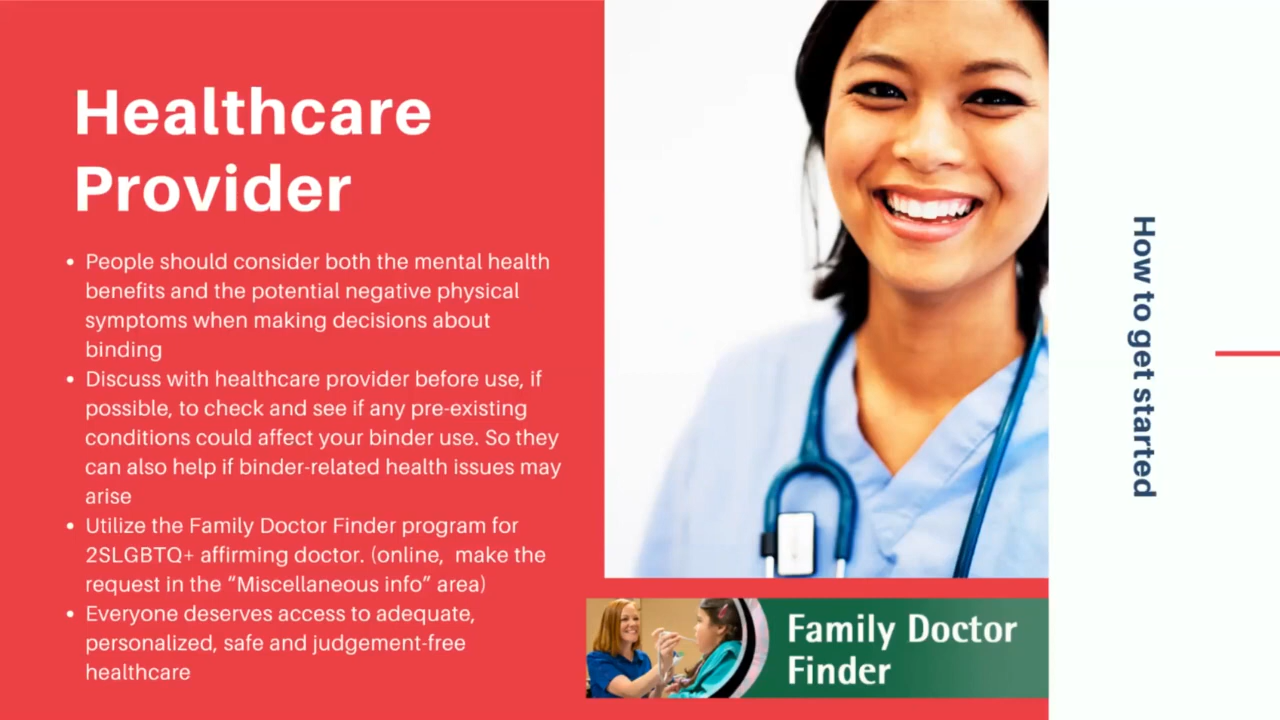 Healthcare
Provider
• People should consider both the mental health
benefits and the potential negative physical
symptoms when making decisions about
binding
• Discuss with healthcare provider before use, if
possible, to check and see if any pre-existing
conditions could affect your binder use. So they
can also help if binder-related health issues may
arise
• Utilize the Family Doctor Finder program for
2SLGBTQ+ affirming doctor. (online,  make the
request in the “Miscellaneous info” area)
• Everyone deserves access to adequate,
personalized, safe and judgement-free
healthcare
Family Doctor
Finder
How to get started